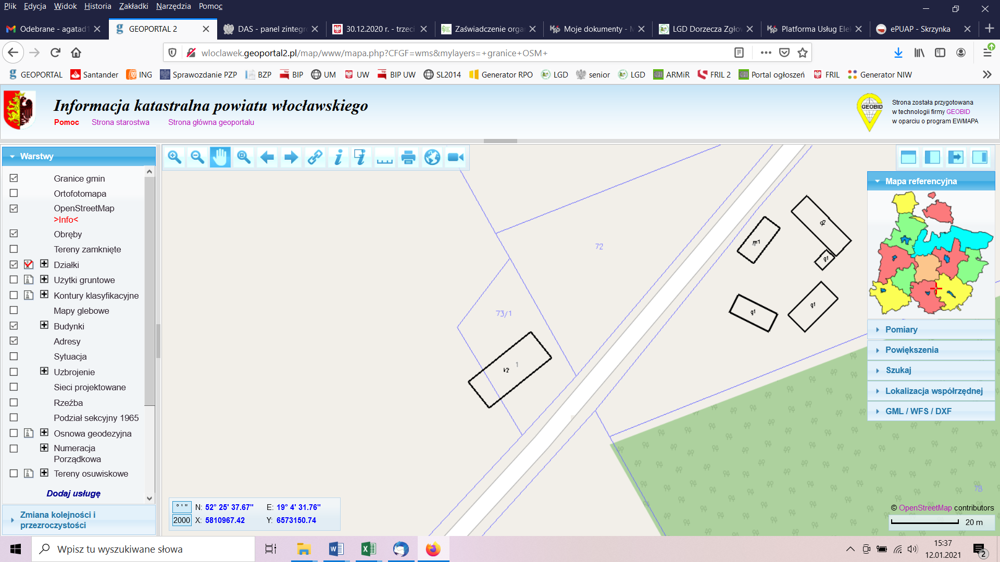 Plik Edycja Widok Historia Zakładki Narzędzia Pomoc
Odebrane - agatad1 GEOPORTAL 2 DAS - panel zintegro 30.12.2020 r. - trzeci Zaświadczenie orga Moje dokumenty - M LGD Dorzecza Zgłow Platforma Usług Elek ePUAP - Skrzynka
wloclawek.geoportal2.pl/map/www/mapa.php?CFGF=wms&mylayers=+granice+OSM+
GEOPORTAL Santander ING Sprawozdanie PZP BZP BIP UM UW BIP UW SL2014 Generator RPO LGD senior LGD ARMiR FRIL 2 Portal ogłoszeń FRIL Generator NIW
Informacja katastralna powiatu włocławskiego
Pomoc Strona starostwa Strona główna geoportalu
GEOBID
Strona została przygotowana
w technologii firmy GEOBID
w oparciu o program EWMAPA
Warstwy
Granice gmin
Ortofotomapa
OpenStreetMap
>Info<
Obręby
Tereny zamknięte
Działki
Użytki gruntowe
Kontury klasyfikacyjne
Mapy glebowe
Budynki
Adresy
Sytuacja
Uzbrojenie
Sieci projektowane
Rzeźba
Podział sekcyjny 1965
Osnowa geodezyjna
Numeracja
Porządkowa
Tereny osuwiskowe
Dodaj usługę
Zmiana kolejności i
przezroczystości
72
73/1
1
m1
g1
g1
g1
78
Mapa referencyjna
Pomiary
Powiększenia
Szukaj
Lokalizacja współrzędnej
GML / WFS / DXF
° ' " N: 52° 25' 37.67" E: 19° 4' 31.76"
2000 X: 5810967.42 Y: 6573150.74
© OpenStreetMap contributors
20 m
Wpisz tu wyszukiwane słowa
15:37
12.01.2021
2